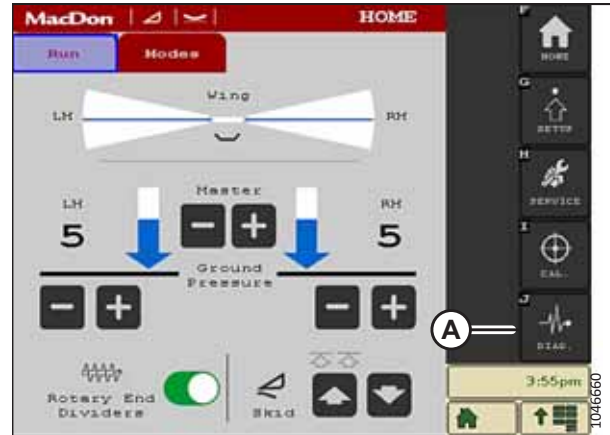 MacDon HOME
Run Modes
Wing
LH RH
Master
LH RH
5 5
Ground
Pressure
Rotary End
Dividers
Skid
F
HOME
G
SETUP
H
SERVICE
I
CAL.
J
DIAG.
A
3:55pm
1046660